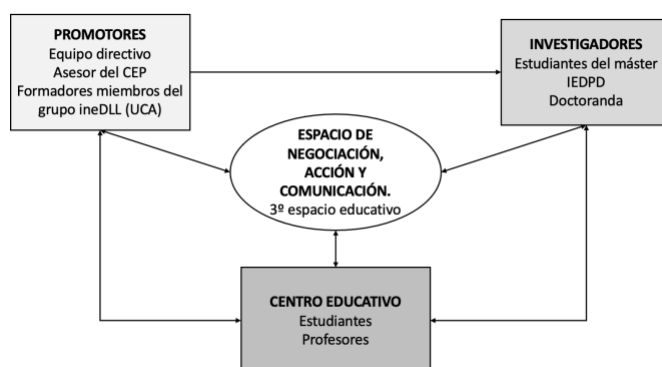 PROMOTORES
Equipo directivo
Asesor del CEP
Formadores miembros del
grupo ineDLL (UCA)
INVESTIGADORES
Estudiantes del máster
IEDPD
Doctoranda
ESPACIO DE
NEGOCIACIÓN,
ACCIÓN Y
COMUNICACIÓN.
3º espacio educativo
CENTRO EDUCATIVO
Estudiantes
Profesores